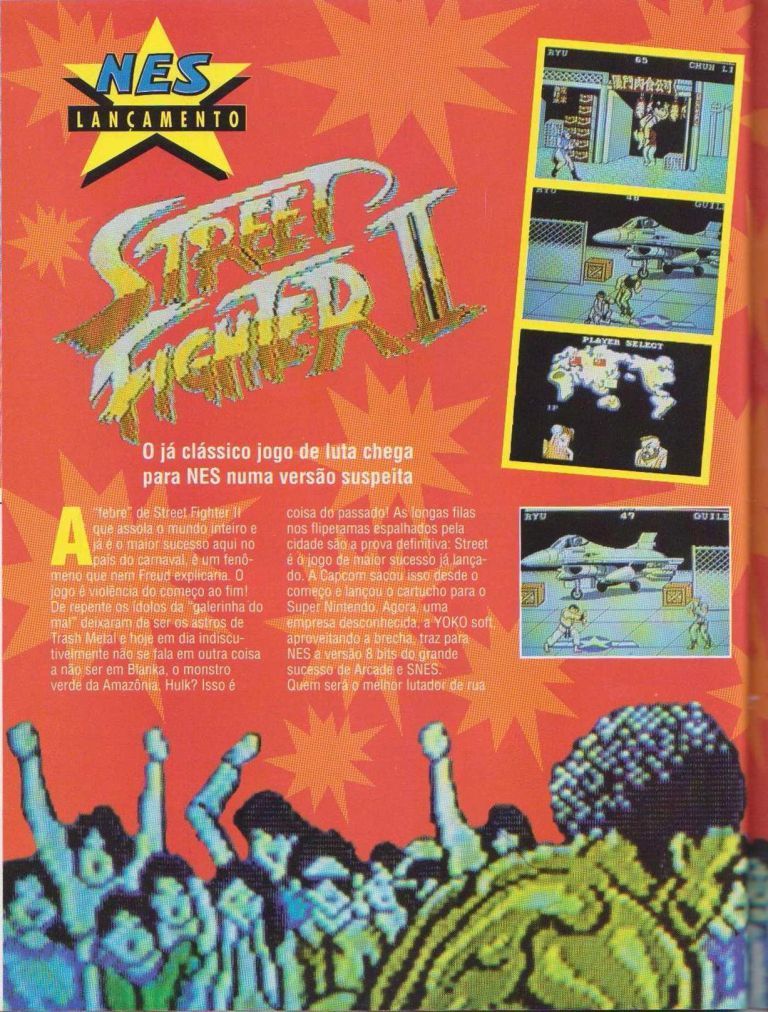 NES
LANÇAMENTO
STREET
FIGHTER II
O já clássico jogo de luta chega
para NES numa versão suspeita
A "febre" de Street Fighter II
que assola o mundo inteiro e
já é o maior sucesso aqui no
país do carnaval, é um fenô-
meno que nem Freud explicaria. O
jogo é violência do começo ao fim!
De repente os ídolos da "galerinha do
mal" deixaram de ser os astros de
Trash Metal e hoje em dia indiscu-
tivelmente não se fala em outra coisa
a não ser em Blanka, o monstro
verde da Amazônia. Hulk? Isso é
coisa do passado! As longas filas
nos fliperamas espalhados pela
cidade são a prova definitiva: Street
é o jogo de maior sucesso já lança-
do. A Capcom sacou isso desde o
começo e lançou o cartucho para o
Super Nintendo. Agora, uma
empresa desconhecida, a YOKO soft
aproveitando a brecha, traz para
NES a versão 8 bits do grande
sucesso de Arcade e SNES.
Quem será o melhor lutador de rua
RYU 65 CHUN LI
RYU 48 GUILE
PLAYER SELECT
1P
RYU 47 GUILE